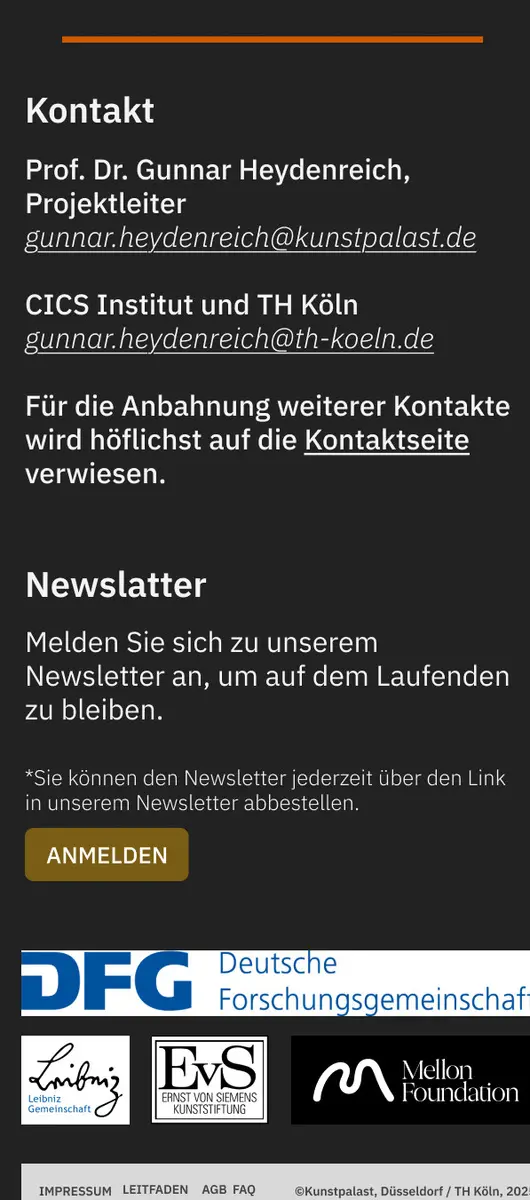 Kontakt
Prof. Dr. Gunnar Heydenreich,
Projektleiter
gunnar.heydenreich@kunstpalast.de
CICS Institut und TH Köln
gunnar.heydenreich@th-koeln.de
Für die Anbahnung weiterer Kontakte
wird höflichst auf die Kontaktseite
verwiesen.
Newslatter
Melden Sie sich zu unserem
Newsletter an, um auf dem Laufenden
zu bleiben.
*Sie können den Newsletter jederzeit über den Link
in unserem Newsletter abbestellen.
ANMELDEN
DFG Deutsche
Forschungsgemeinschaf
Leibniz
Leibniz
Gemeinschaft
EvS
ERNST VON SIEMENS
KUNSTSTIFTUNG
Mellon
Foundation
IMPRESSUM LEITFADEN AGB FAQ ©Kunstpalast, Düsseldorf / TH Köln, 202